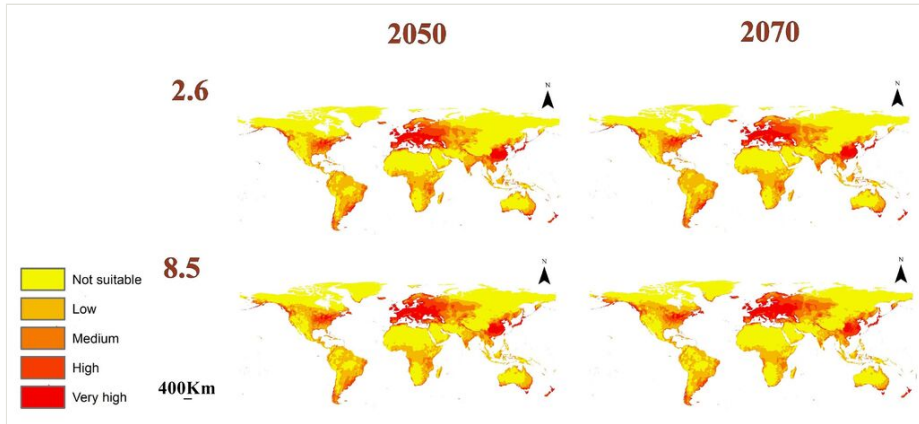 2050
2070
2.6
N
N
8.5
N
N
Not suitable
Low
Medium
High
Very high
400Km